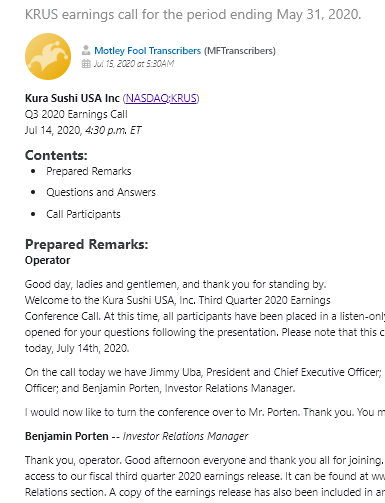 KRUS earnings call for the period ending May 31, 2020.
Motley Fool Transcribers (MFTranscribers)
Jul 15, 2020 at 5:30AM
Kura Sushi USA Inc (NASDAQ:KRUS)
Q3 2020 Earnings Call
Jul 14, 2020, 4:30 p.m. ET
Contents:
Prepared Remarks
Questions and Answers
Call Participants
Prepared Remarks:
Operator
Good day, ladies and gentlemen, and thank you for standing by.
Welcome to the Kura Sushi USA, Inc. Third Quarter 2020 Earnings
Conference Call. At this time, all participants have been placed in a listen-only
opened for your questions following the presentation. Please note that this c
today, July 14th, 2020.
On the call today we have Jimmy Uba, President and Chief Executive Officer;
Officer; and Benjamin Porten, Investor Relations Manager.
I would now like to turn the conference over to Mr. Porten. Thank you. You m
Benjamin Porten -- Investor Relations Manager
Thank you, operator. Good afternoon everyone and thank you all for joining.
access to our fiscal third quarter 2020 earnings release. It can be found at ww
Relations section. A copy of the earnings release has also been included in an